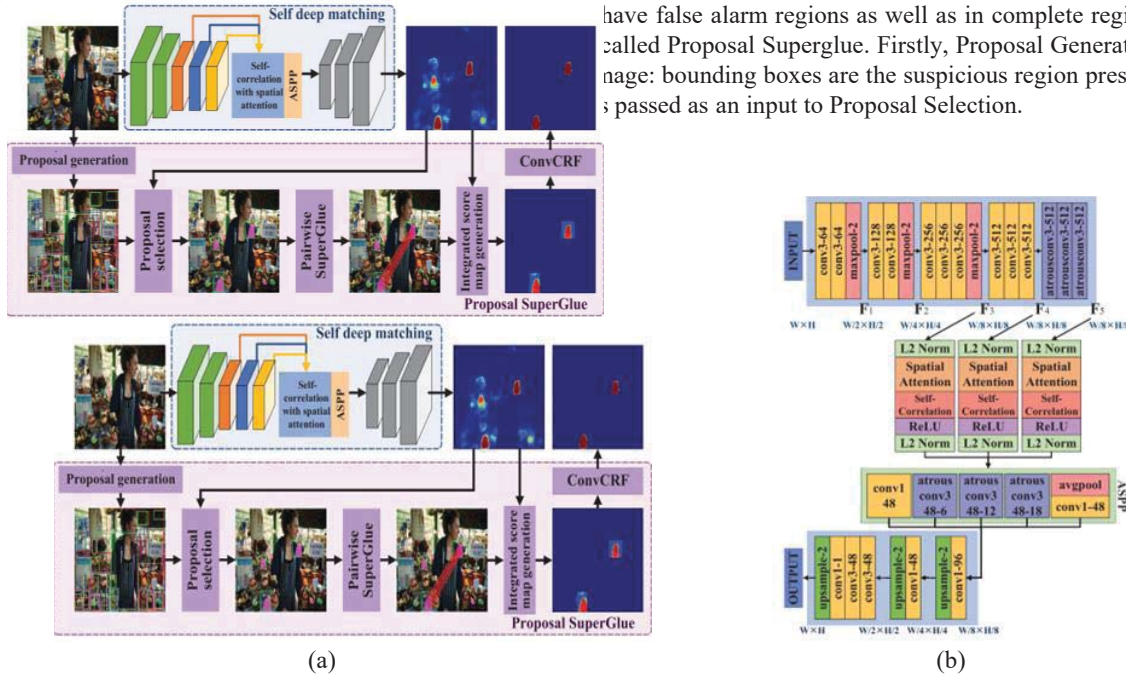 have false alarm regions as well as in complete regi
called Proposal Superglue. Firstly, Proposal Generat
mage: bounding boxes are the suspicious region pres
s passed as an input to Proposal Selection.
Self deep matching
Self-
correlation
with spatial
attention
ASPP
Proposal generation
ConvCRF
Proposal
selection
Pairwise
SuperGlue
Integrated score
map generation
Proposal SuperGlue
Self deep matching
Self-
correlation
with spatial
attention
ASPP
Proposal generation
ConvCRF
Proposal
selection
Pairwise
SuperGlue
Integrated score
map generation
Proposal SuperGlue
(a)
INPUT
conv3-64
conv3-64
maxpool-2
conv3-128
conv3-128
maxpool-2
conv3-256
conv3-256
conv3-256
maxpool-2
conv3-512
conv3-512
conv3-512
atrousconv3-512
atrousconv3-512
atrousconv3-512
F1 F2 F3 F4 F5
W×H W/2×H/2 W/4×H/4 W/8×H/8 W/8×H/8 W/8×H/8
L2 Norm L2 Norm L2 Norm
Spatial Spatial Spatial
Attention Attention Attention
Self- Self- Self-
Correlation Correlation Correlation
ReLU ReLU ReLU
L2 Norm L2 Norm L2 Norm
conv1
48
atrous
conv3
48-6
atrous
conv3
48-12
atrous
conv3
48-18
avgpool
conv1-48
ASPP
OUTPUT
upsample-2
conv1-1
conv3-48
conv3-48
upsample-2
conv1-48
upsample-2
conv1-96
W×H W/2×H/2 W/4×H/4 W/8×H/8
(b)